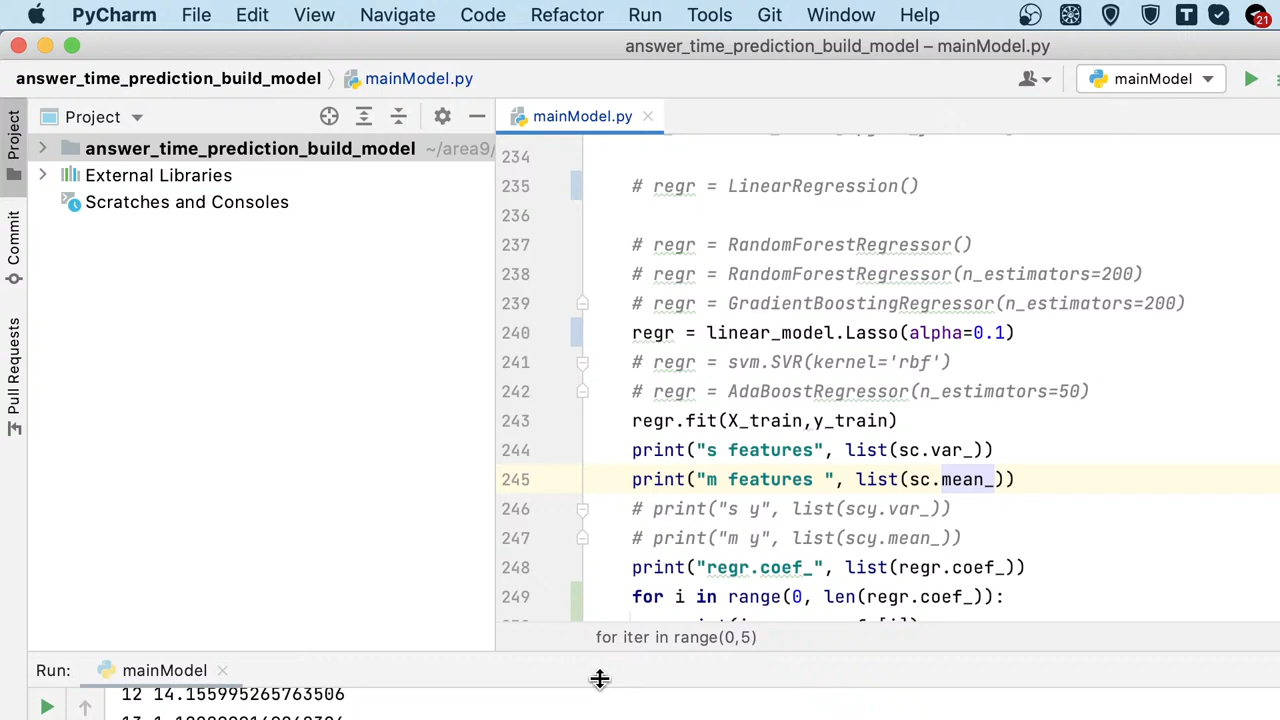 PyCharm File Edit View Navigate Code Refactor Run Tools Git Window Help T 21
answer_time_prediction_build_model – mainModel.py
answer_time_prediction_build_model mainModel.py mainModel
Project mainModel.py
Project
Commit
Pull Requests
answer_time_prediction_build_model ~/area9/
External Libraries
Scratches and Consoles
234
235 # regr = LinearRegression()
236
237 # regr = RandomForestRegressor()
238 # regr = RandomForestRegressor(n_estimators=200)
239 # regr = GradientBoostingRegressor(n_estimators=200)
240 regr = linear_model.Lasso(alpha=0.1)
241 # regr = svm.SVR(kernel='rbf')
242 # regr = AdaBoostRegressor(n_estimators=50)
243 regr.fit(X_train,y_train)
244 print("s features", list(sc.var_))
245 print("m features ", list(sc.mean_))
246 # print("s y", list(scy.var_))
247 # print("m y", list(scy.mean_))
248 print("regr.coef_", list(regr.coef_))
249 for i in range(0, len(regr.coef_)):
for iter in range(0,5)
Run: mainModel
12 14.155995265763506